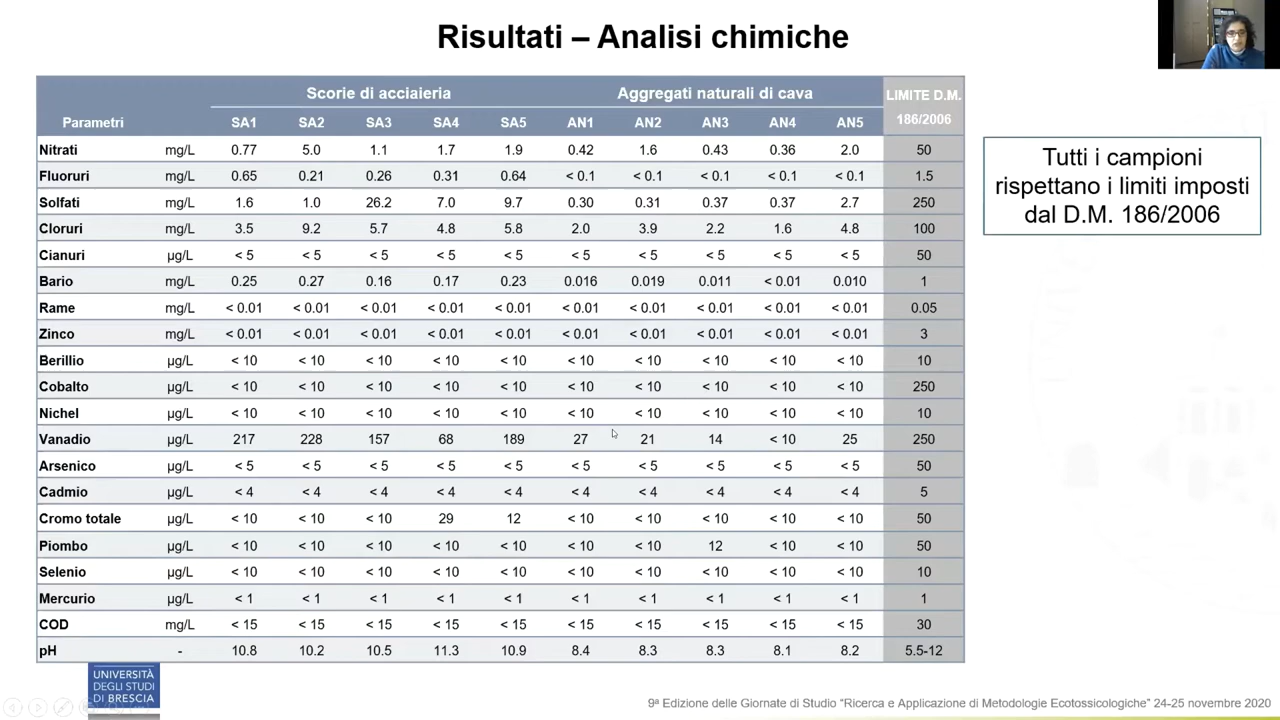 Risultati – Analisi chimiche
Scorie di acciaieria Aggregati naturali di cava LIMITE D.M.
Parametri SA1 SA2 SA3 SA4 SA5 AN1 AN2 AN3 AN4 AN5 186/2006
Nitrati mg/L 0.77 5.0 1.1 1.7 1.9 0.42 1.6 0.43 0.36 2.0 50
Fluoruri mg/L 0.65 0.21 0.26 0.31 0.64 < 0.1 < 0.1 < 0.1 < 0.1 < 0.1 1.5
Solfati mg/L 1.6 1.0 26.2 7.0 9.7 0.30 0.31 0.37 0.37 2.7 250
Cloruri mg/L 3.5 9.2 5.7 4.8 5.8 2.0 3.9 2.2 1.6 4.8 100
Cianuri µg/L < 5 < 5 < 5 < 5 < 5 < 5 < 5 < 5 < 5 < 5 50
Bario mg/L 0.25 0.27 0.16 0.17 0.23 0.016 0.019 0.011 < 0.01 0.010 1
Rame mg/L < 0.01 < 0.01 < 0.01 < 0.01 < 0.01 < 0.01 < 0.01 < 0.01 < 0.01 < 0.01 0.05
Zinco mg/L < 0.01 < 0.01 < 0.01 < 0.01 < 0.01 < 0.01 < 0.01 < 0.01 < 0.01 < 0.01 3
Berillio µg/L < 10 < 10 < 10 < 10 < 10 < 10 < 10 < 10 < 10 < 10 10
Cobalto µg/L < 10 < 10 < 10 < 10 < 10 < 10 < 10 < 10 < 10 < 10 250
Nichel µg/L < 10 < 10 < 10 < 10 < 10 < 10 < 10 < 10 < 10 < 10 10
Vanadio µg/L 217 228 157 68 189 27 21 14 < 10 25 250
Arsenico µg/L < 5 < 5 < 5 < 5 < 5 < 5 < 5 < 5 < 5 < 5 50
Cadmio µg/L < 4 < 4 < 4 < 4 < 4 < 4 < 4 < 4 < 4 < 4 5
Cromo totale µg/L < 10 < 10 < 10 29 12 < 10 < 10 < 10 < 10 < 10 50
Piombo µg/L < 10 < 10 < 10 < 10 < 10 < 10 < 10 12 < 10 < 10 50
Selenio µg/L < 10 < 10 < 10 < 10 < 10 < 10 < 10 < 10 < 10 < 10 10
Mercurio µg/L < 1 < 1 < 1 < 1 < 1 < 1 < 1 < 1 < 1 < 1 1
COD mg/L < 15 < 15 < 15 < 15 < 15 < 15 < 15 < 15 < 15 < 15 30
pH - 10.8 10.2 10.5 11.3 10.9 8.4 8.3 8.3 8.1 8.2 5.5-12
Tutti i campioni
rispettano i limiti imposti
dal D.M. 186/2006
UNIVERSITÀ
DEGLI STUDI
DI BRESCIA
9ª Edizione delle Giornate di Studio "Ricerca e Applicazione di Metodologie Ecotossicologiche" 24-25 novembre 2020